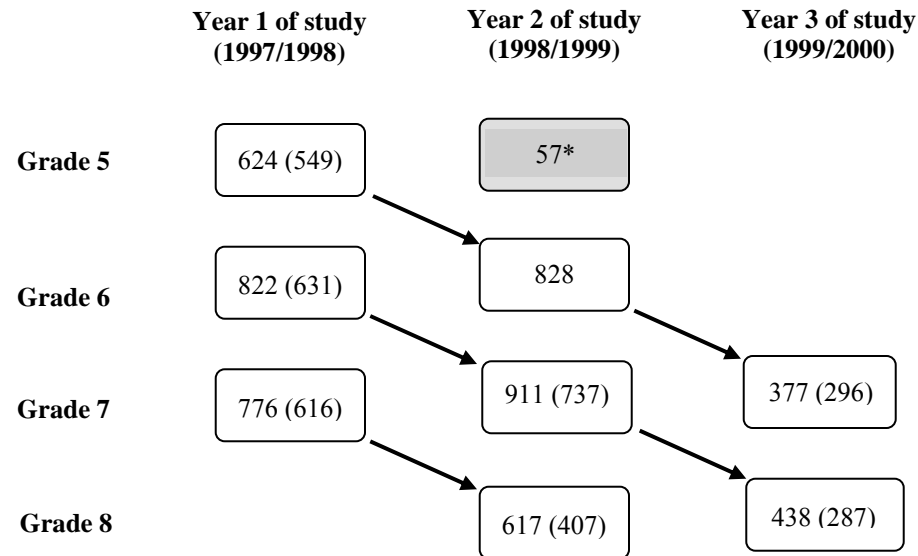 Year 1 of study
(1997/1998)
Year 2 of study
(1998/1999)
Year 3 of study
(1999/2000)
Grade 5
624 (549)
57*
Grade 6
822 (631)
828
Grade 7
776 (616)
911 (737)
377 (296)
Grade 8
617 (407)
438 (287)